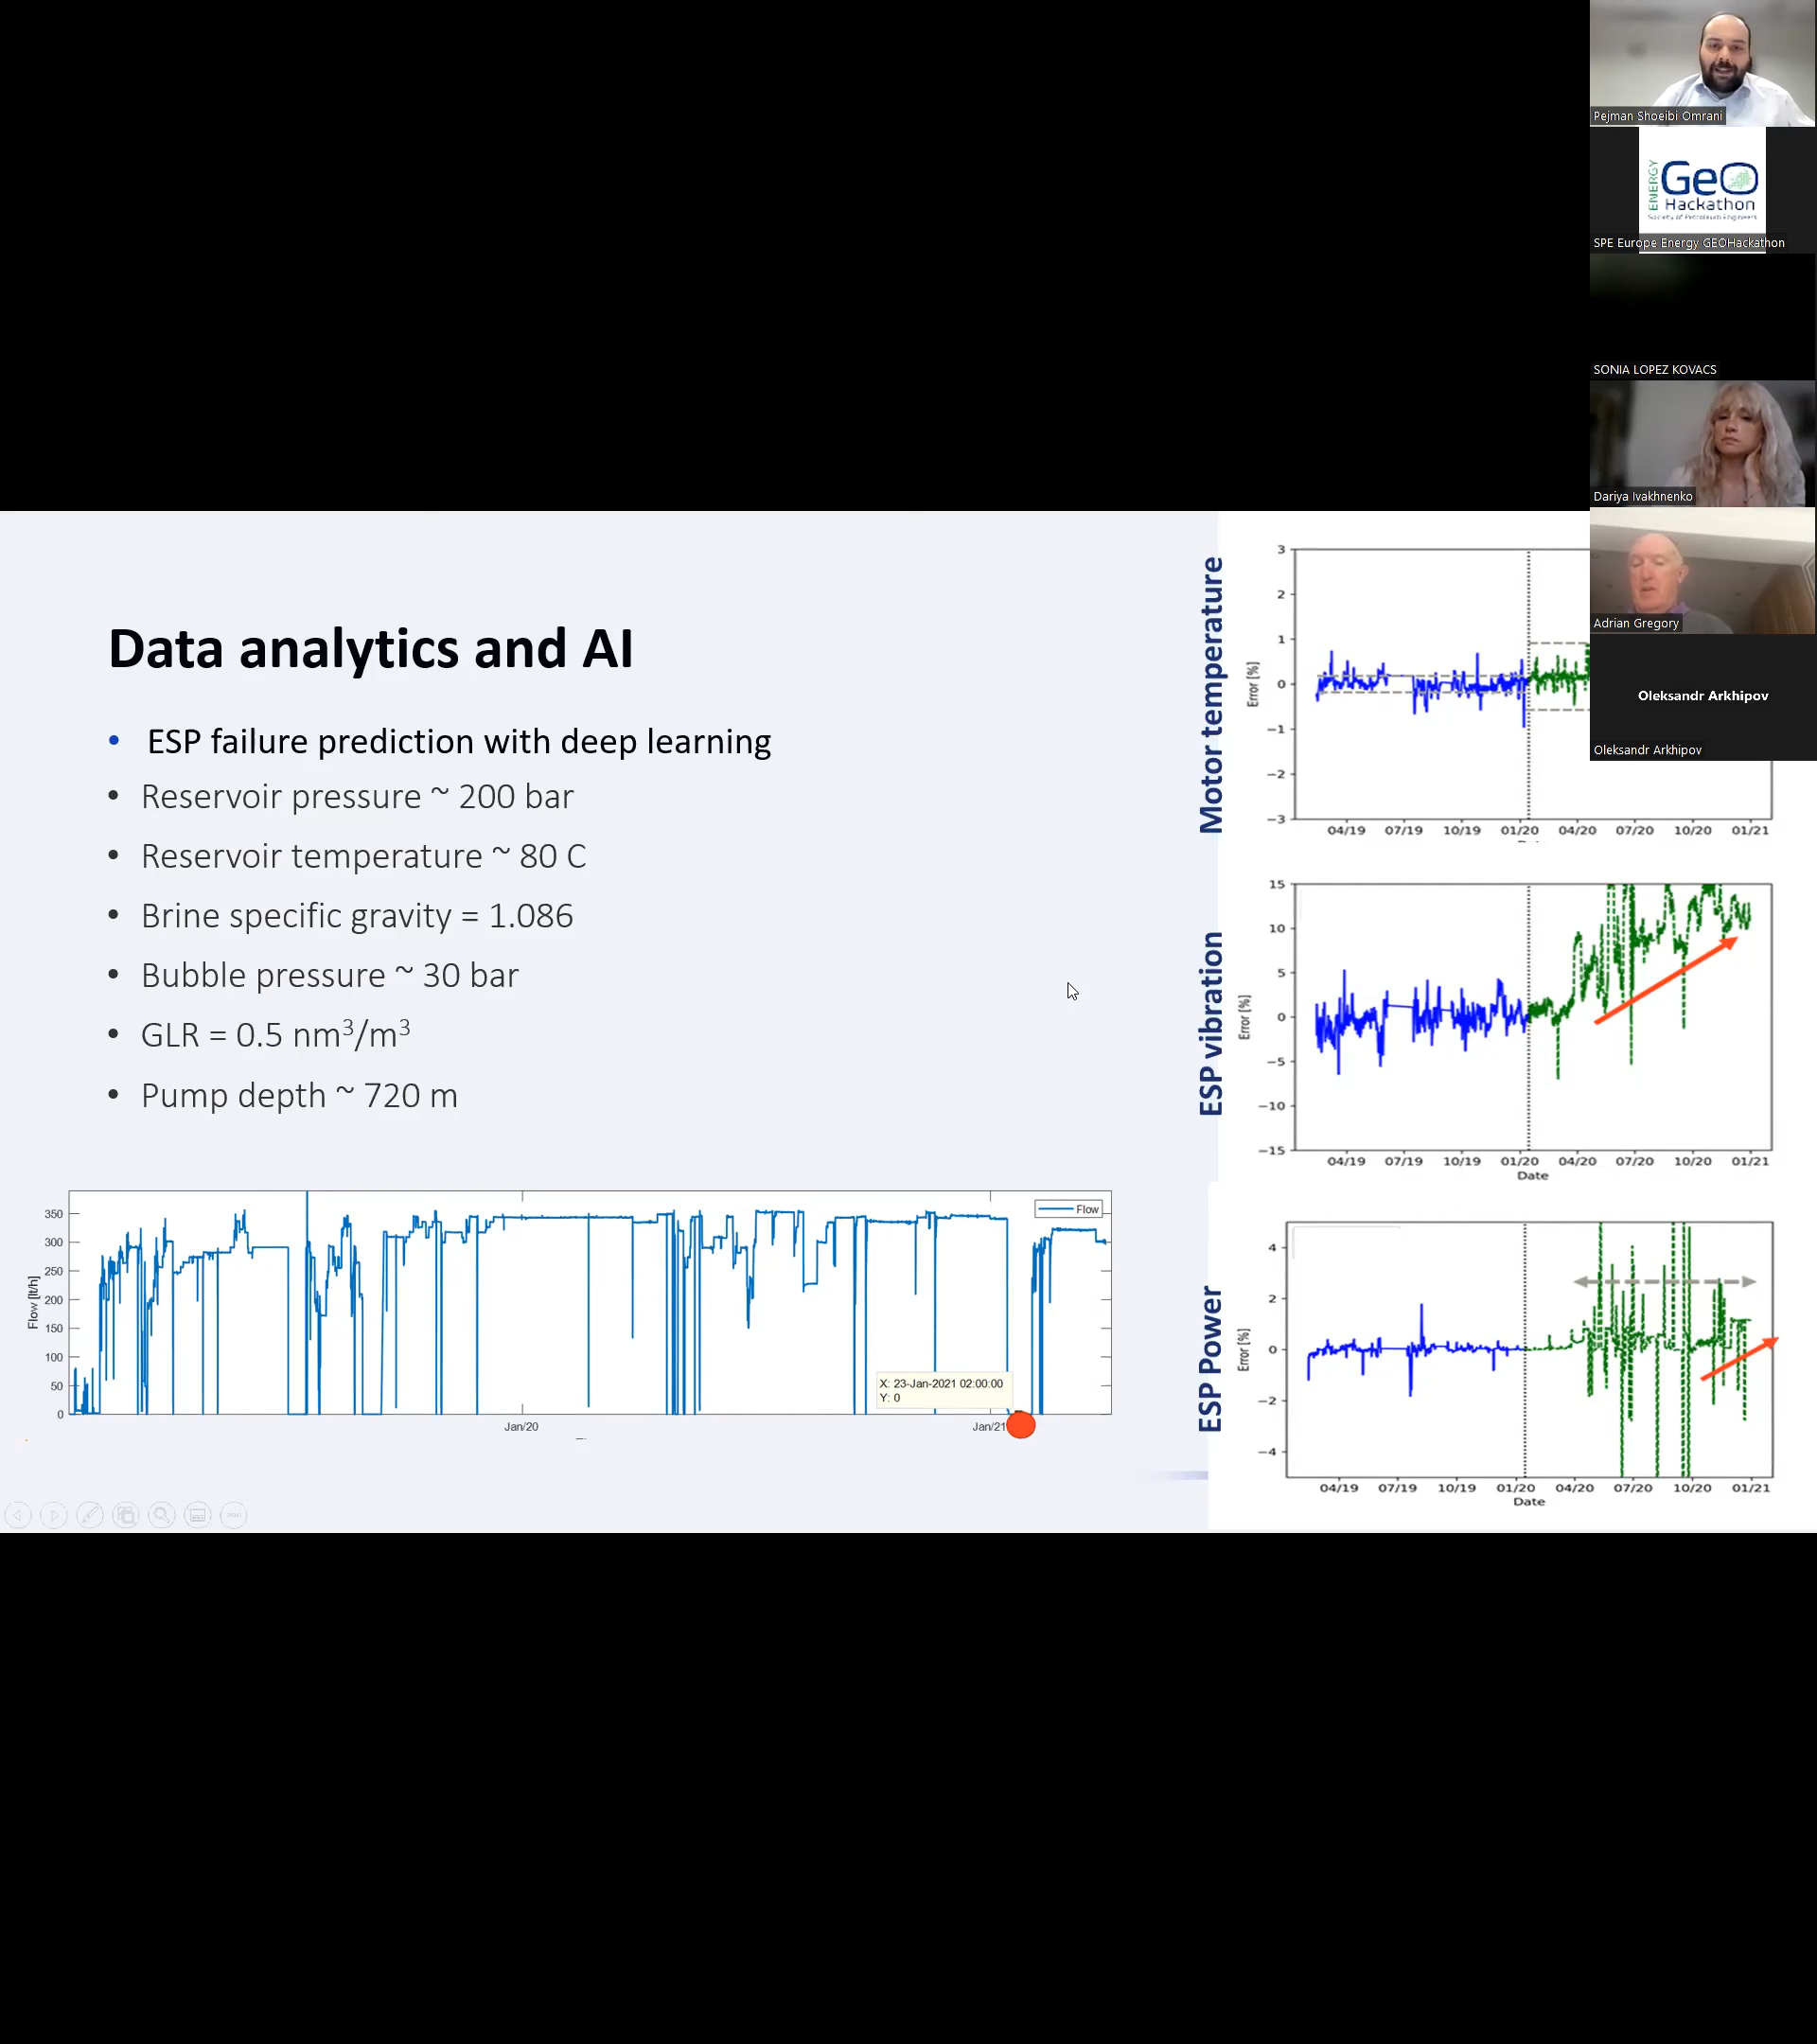 Pejman Shoeibi Omrani
ENERGY
GeO
Hackathon
Society of Petroleum Engineers
SPE Europe Energy GEOHackathon
SONIA LOPEZ KOVACS
Dariya Ivakhnenko
Adrian Gregory
Oleksandr Arkhipov
Oleksandr Arkhipov
Data analytics and AI
• ESP failure prediction with deep learning
• Reservoir pressure ~ 200 bar
• Reservoir temperature ~ 80 C
• Brine specific gravity = 1.086
• Bubble pressure ~ 30 bar
• GLR = 0.5 nm³/m³
• Pump depth ~ 720 m
Flow [lt/h]
350
300
250
200
150
100
50
0
Jan/20
Jan/21
Flow
X: 23-Jan-2021 02:00:00
Y: 0
Motor temperature
Error [%]
3
2
1
0
−1
−2
−3
04/19 07/19 10/19 01/20 04/20 07/20 10/20 01/21
ESP vibration
Error [%]
15
10
5
0
−5
−10
−15
04/19 07/19 10/19 01/20 04/20 07/20 10/20 01/21
Date
ESP Power
Error [%]
4
2
0
−2
−4
04/19 07/19 10/19 01/20 04/20 07/20 10/20 01/21
Date